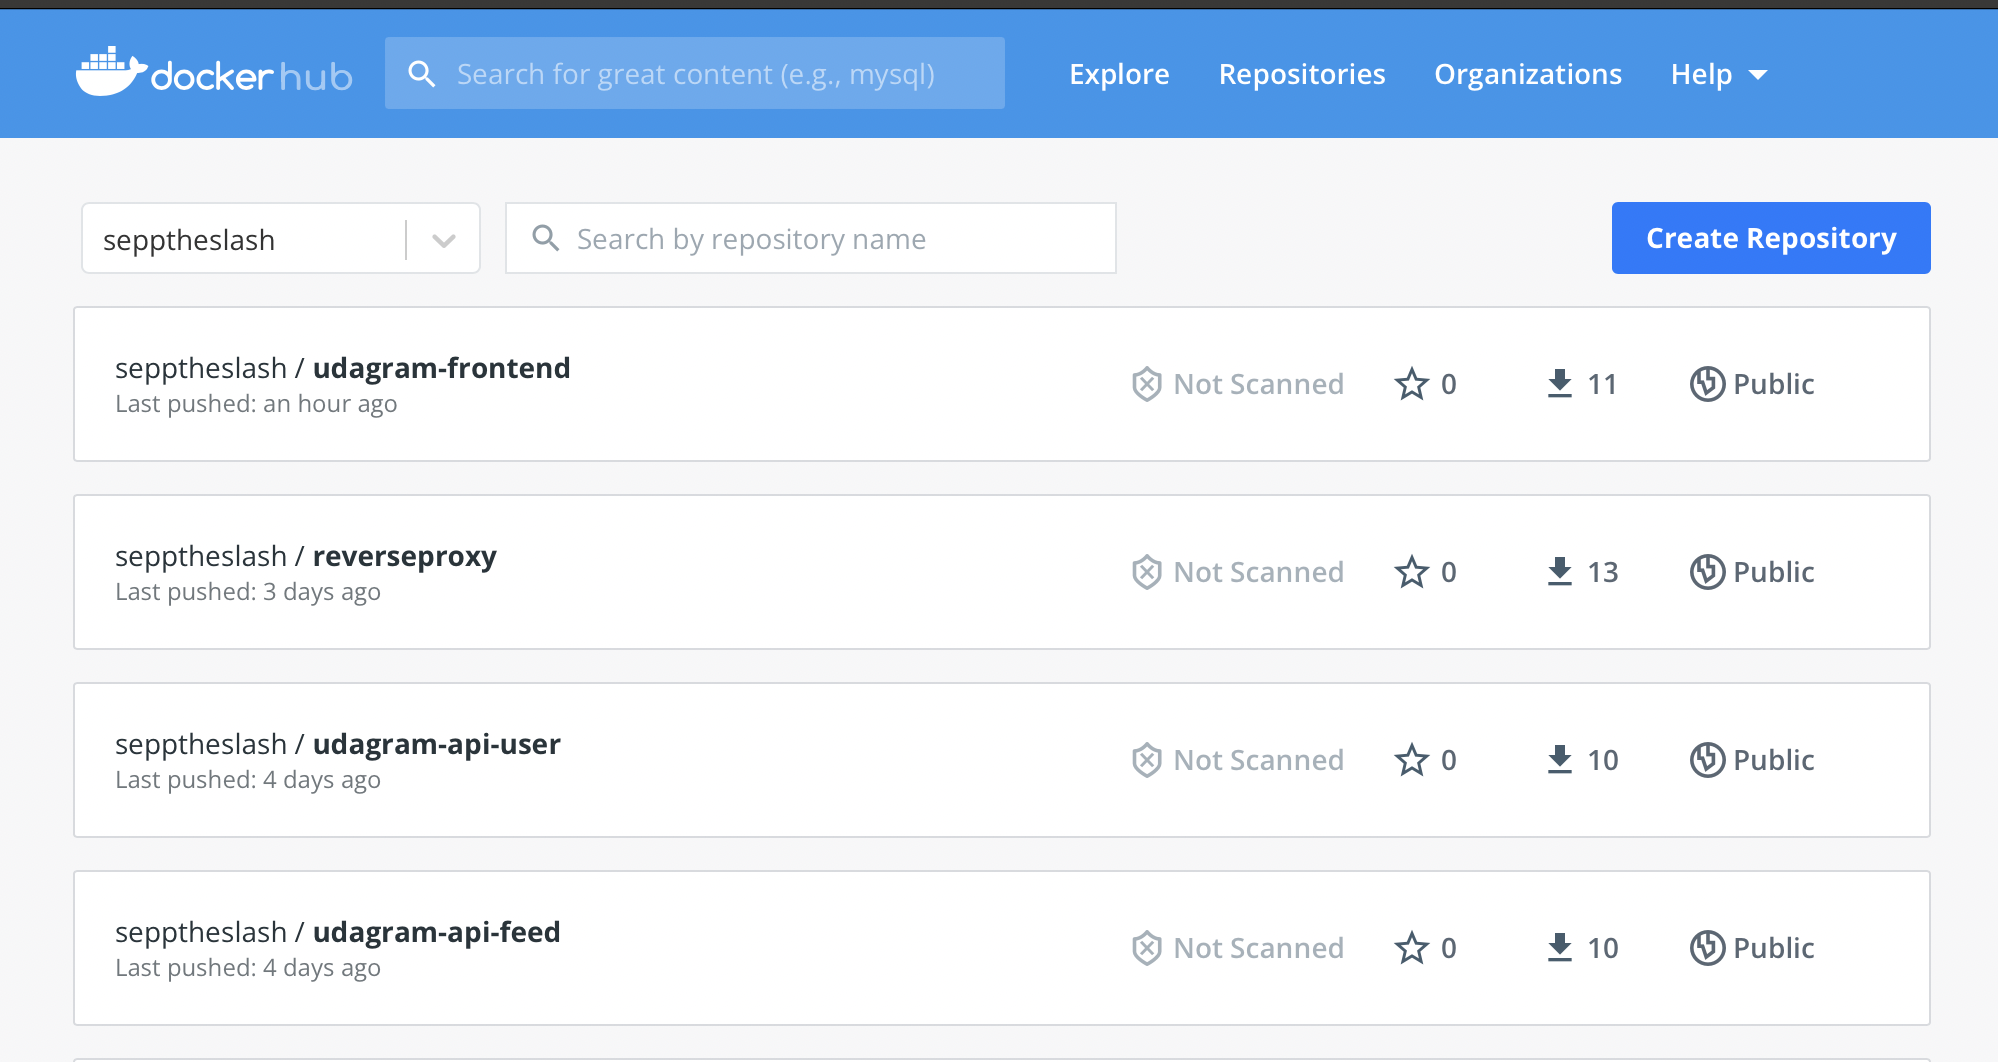 docker hub Search for great content (e.g., mysql) Explore Repositories Organizations Help
sepptheslash Search by repository name Create Repository
sepptheslash / udagram-frontend
Last pushed: an hour ago
Not Scanned 0 11 Public
sepptheslash / reverseproxy
Last pushed: 3 days ago
Not Scanned 0 13 Public
sepptheslash / udagram-api-user
Last pushed: 4 days ago
Not Scanned 0 10 Public
sepptheslash / udagram-api-feed
Last pushed: 4 days ago
Not Scanned 0 10 Public